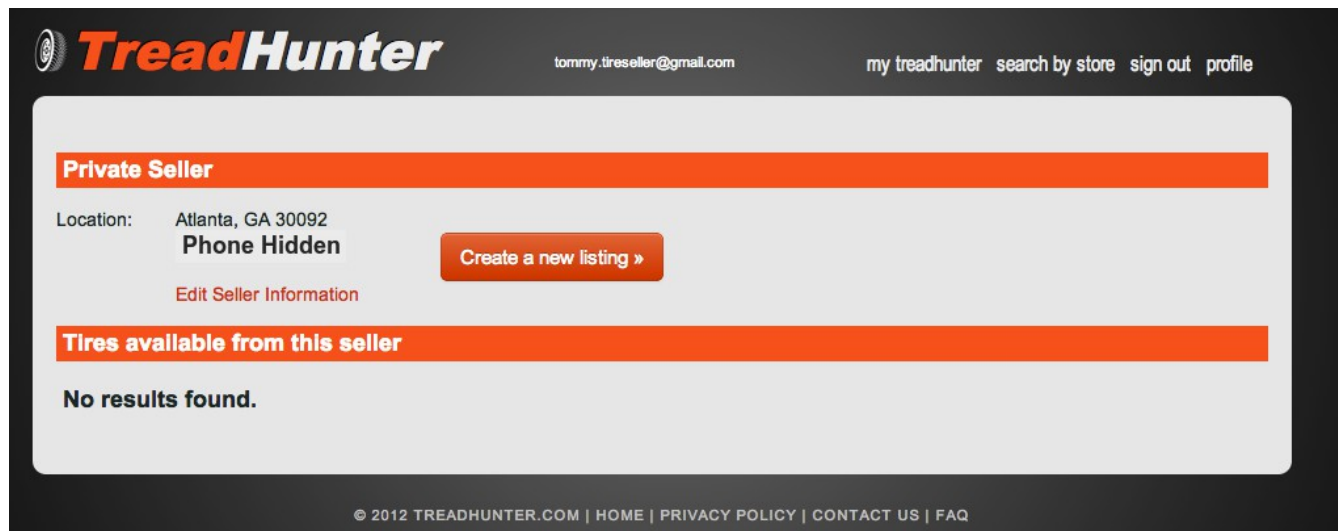 TreadHunter
tommy.tireseller@gmail.com
my treadhunter search by store sign out profile
Private Seller
Location: Atlanta, GA 30092
Phone Hidden
Create a new listing »
Edit Seller Information
Tires available from this seller
No results found.
© 2012 TREADHUNTER.COM | HOME | PRIVACY POLICY | CONTACT US | FAQ